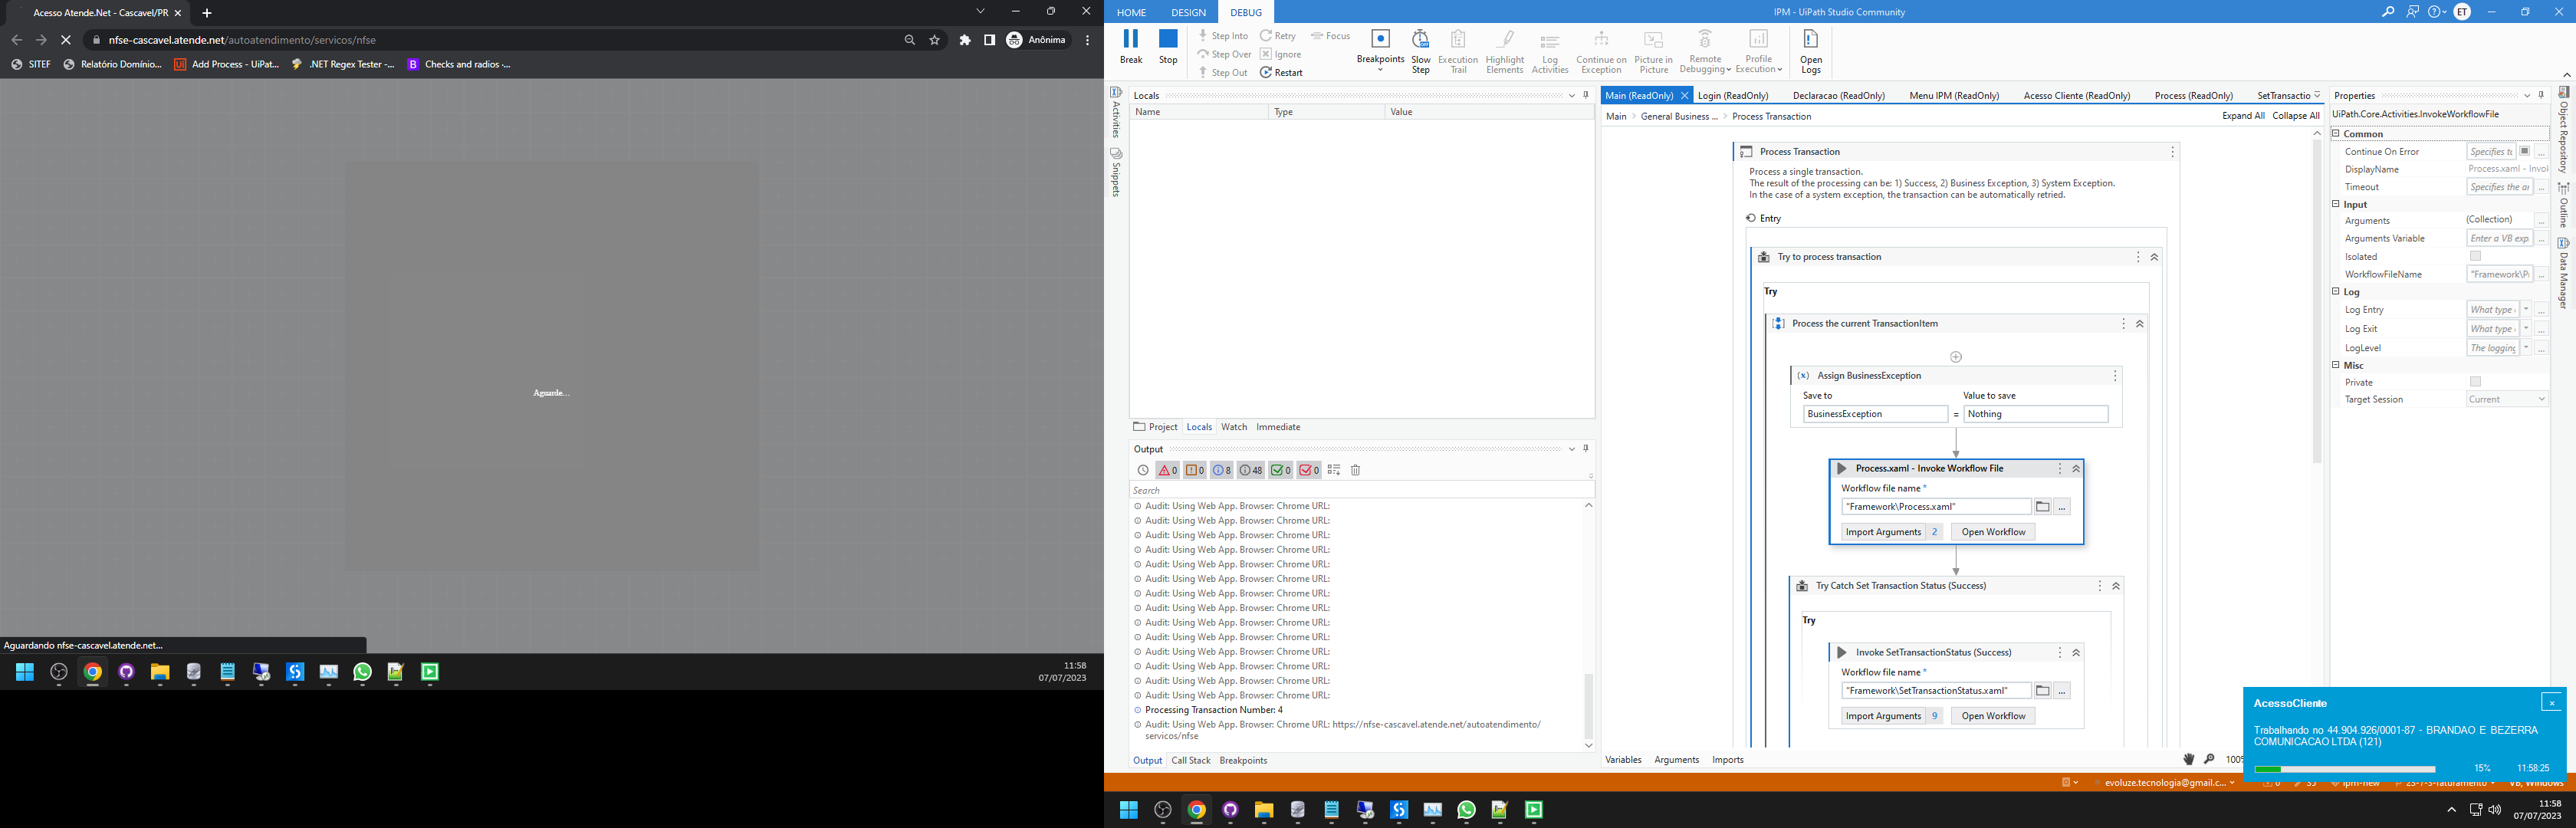 Acesso Atende.Net - Cascavel/PR
nfse-cascavel.atende.net/autoatendimento/servicos/nfse
Anônima
SITEF
Relatório Domínio...
Add Process - UiPat...
.NET Regex Tester -...
Checks and radios ·...
Aguarde...
Aguardando nfse-cascavel.atende.net...
11:58
07/07/2023
HOME DESIGN DEBUG
IPM - UiPath Studio Community
ET
Break
Stop
Step Into
Step Over
Step Out
Retry
Ignore
Restart
Focus
Breakpoints
Slow Step
Execution Trail
Highlight Elements
Log Activities
Continue on Exception
Picture in Picture
Remote Debugging
Profile Execution
Open Logs
Activities
Snippets
Locals
Name Type Value
Project Locals Watch Immediate
Output
0 0 8 48 0 0
Search
Audit: Using Web App. Browser: Chrome URL:
Audit: Using Web App. Browser: Chrome URL:
Audit: Using Web App. Browser: Chrome URL:
Audit: Using Web App. Browser: Chrome URL:
Audit: Using Web App. Browser: Chrome URL:
Audit: Using Web App. Browser: Chrome URL:
Audit: Using Web App. Browser: Chrome URL:
Audit: Using Web App. Browser: Chrome URL:
Audit: Using Web App. Browser: Chrome URL:
Audit: Using Web App. Browser: Chrome URL:
Audit: Using Web App. Browser: Chrome URL:
Audit: Using Web App. Browser: Chrome URL:
Audit: Using Web App. Browser: Chrome URL:
Audit: Using Web App. Browser: Chrome URL:
Processing Transaction Number: 4
Audit: Using Web App. Browser: Chrome URL: https://nfse-cascavel.atende.net/autoatendimento/
servicos/nfse
Output Call Stack Breakpoints
Main (ReadOnly) Login (ReadOnly) Declaracao (ReadOnly) Menu IPM (ReadOnly) Acesso Cliente (ReadOnly) Process (ReadOnly) SetTransactio
Main > General Business ... > Process Transaction
Expand All Collapse All
Process Transaction
Process a single transaction.
The result of the processing can be: 1) Success, 2) Business Exception, 3) System Exception.
In the case of a system exception, the transaction can be automatically retried.
Entry
Try to process transaction
Try
Process the current TransactionItem
Assign BusinessException
Save to Value to save
BusinessException = Nothing
Process.xaml - Invoke Workflow File
Workflow file name *
"Framework\Process.xaml"
Import Arguments 2 Open Workflow
Try Catch Set Transaction Status (Success)
Try
Invoke SetTransactionStatus (Success)
Workflow file name *
"Framework\SetTransactionStatus.xaml"
Import Arguments 9 Open Workflow
Variables Arguments Imports
100%
Properties
UiPath.Core.Activities.InvokeWorkflowFile
Common
Continue On Error Specifies to
DisplayName Process.xaml - Invol
Timeout Specifies the ar
Input
Arguments (Collection)
Arguments Variable Enter a VB exp
Isolated
WorkflowFileName "Framework\P
Log
Log Entry What type
Log Exit What type
LogLevel The logging
Misc
Private
Target Session Current
Object Repository
Outline
Data Manager
AcessoCliente
Trabalhando no 44.904.926/0001-87 - BRANDAO E BEZERRA
COMUNICACAO LTDA (121)
15% 11:58:25
evoluze.tecnologia@gmail.c...
11:58
07/07/2023